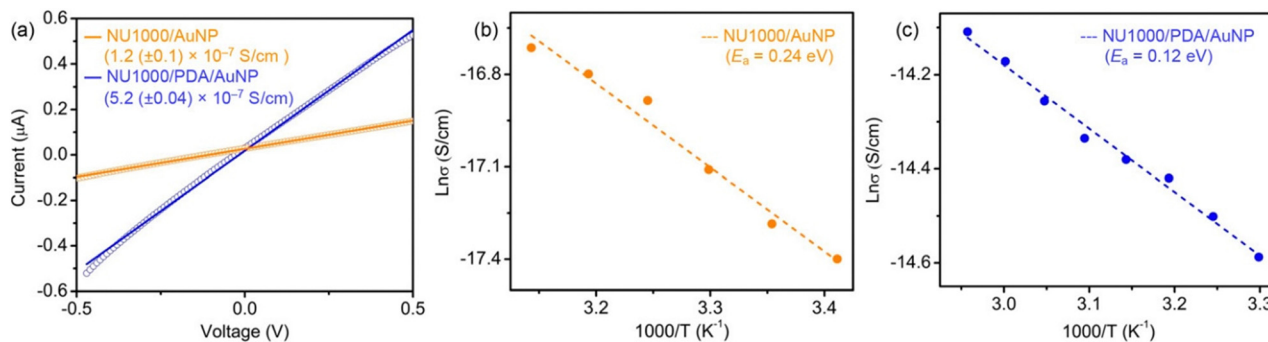 (a)
NU1000/AuNP
(1.2 (±0.1) × 10⁻⁷ S/cm )
NU1000/PDA/AuNP
(5.2 (±0.04) × 10⁻⁷ S/cm)
Current (μA)
0.6
0.4
0.2
0.0
-0.2
-0.4
-0.6
-0.5
0.0
0.5
Voltage (V)
(b)
NU1000/AuNP
(Eₐ = 0.24 eV)
Lnσ (S/cm)
-16.8
-17.1
-17.4
3.2
3.3
3.4
1000/T (K⁻¹)
(c)
NU1000/PDA/AuNP
(Eₐ = 0.12 eV)
Lnσ (S/cm)
-14.2
-14.4
-14.6
3.0
3.1
3.2
3.3
1000/T (K⁻¹)